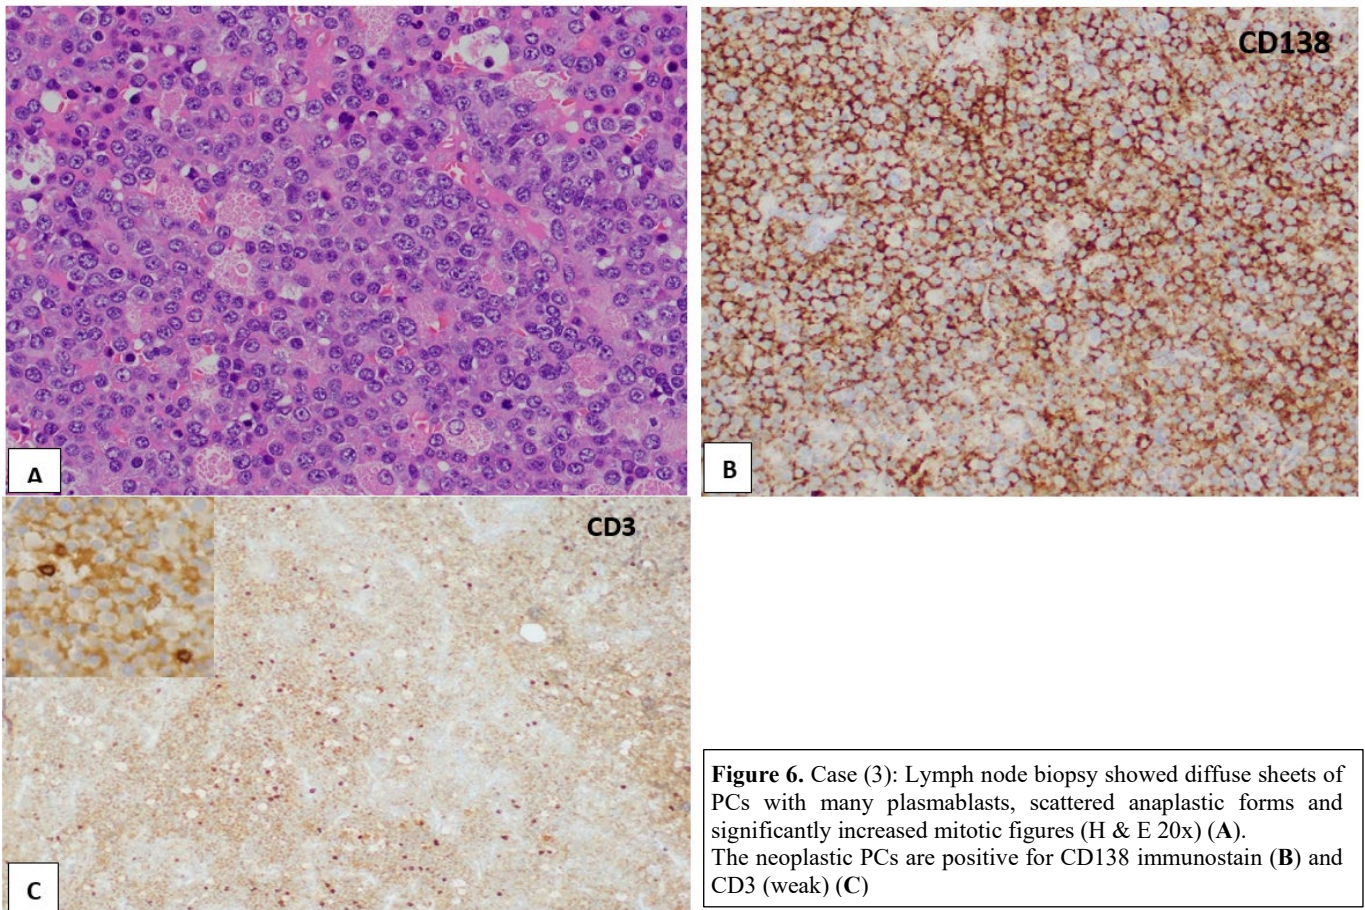 CD138
A
B
CD3
C
Figure 6. Case (3): Lymph node biopsy showed diffuse sheets of
PCs with many plasmablasts, scattered anaplastic forms and
significantly increased mitotic figures (H & E 20x) (A).
The neoplastic PCs are positive for CD138 immunostain (B) and
CD3 (weak) (C)